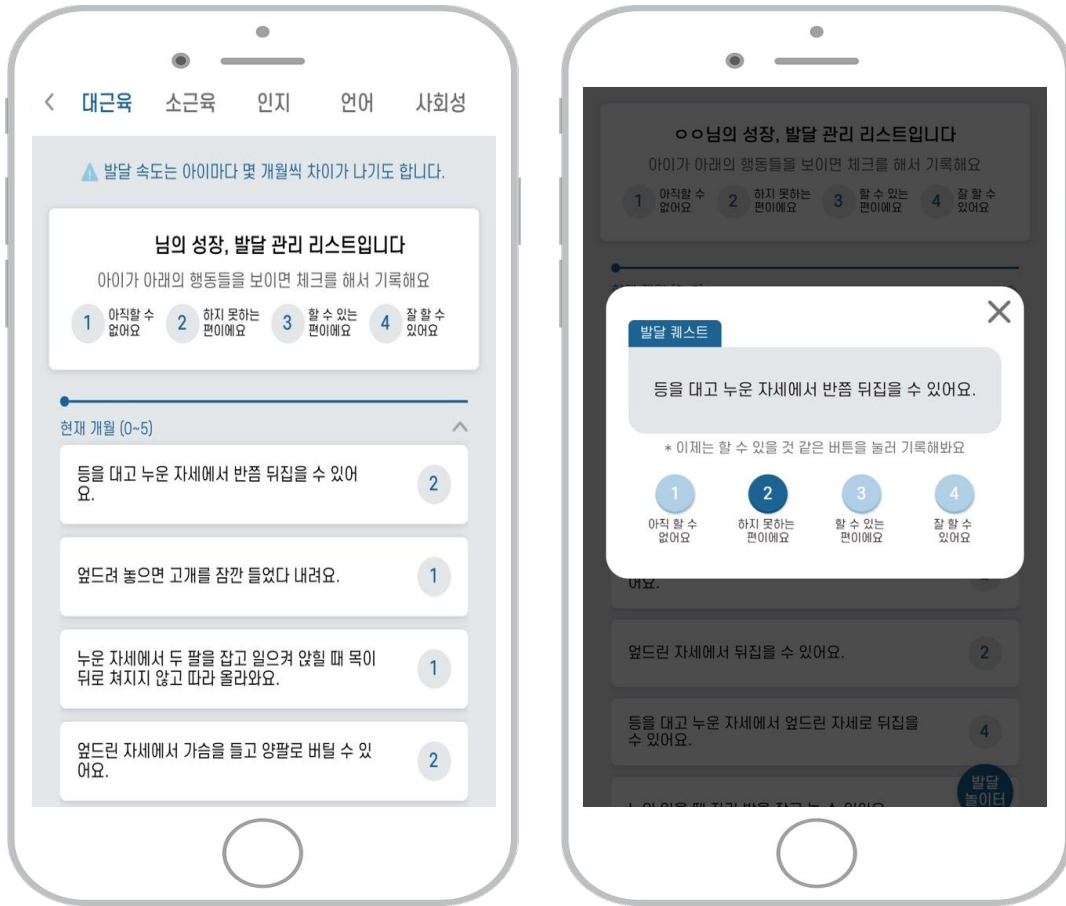 대근육 소근육 인지 언어 사회성
발달 속도는 아이마다 몇 개월씩 차이가 나기도 합니다.
님의 성장, 발달 관리 리스트입니다
아이가 아래의 행동들을 보이면 체크를 해서 기록해요
1 아직할 수 없어요 2 하지 못하는 편이에요 3 할 수 있는 편이에요 4 잘 할 수 있어요
현재 개월 (0~5)
등을 대고 누운 자세에서 반쯤 뒤집을 수 있어
요.
2
엎드려 놓으면 고개를 잠깐 들었다 내려요.
1
누운 자세에서 두 팔을 잡고 일으켜 앉힐 때 목이
뒤로 쳐지지 않고 따라 올라와요.
1
엎드린 자세에서 가슴을 들고 양팔로 버틸 수 있
어요.
2
ㅇㅇ님의 성장, 발달 관리 리스트입니다
아이가 아래의 행동들을 보이면 체크를 해서 기록해요
1 아직할 수 없어요 2 하지 못하는 편이에요 3 할 수 있는 편이에요 4 잘 할 수 있어요
발달 퀘스트
등을 대고 누운 자세에서 반쯤 뒤집을 수 있어요.
* 이제는 할 수 있을 것 같은 버튼을 눌러 기록해봐요
1 2 3 4
아직 할 수 하지 못하는 할 수 있는 잘 할 수
없어요 편이에요 편이에요 있어요
어요.
엎드린 자세에서 뒤집을 수 있어요.
2
등을 대고 누운 자세에서 엎드린 자세로 뒤집을
수 있어요.
4
발달
놀이터